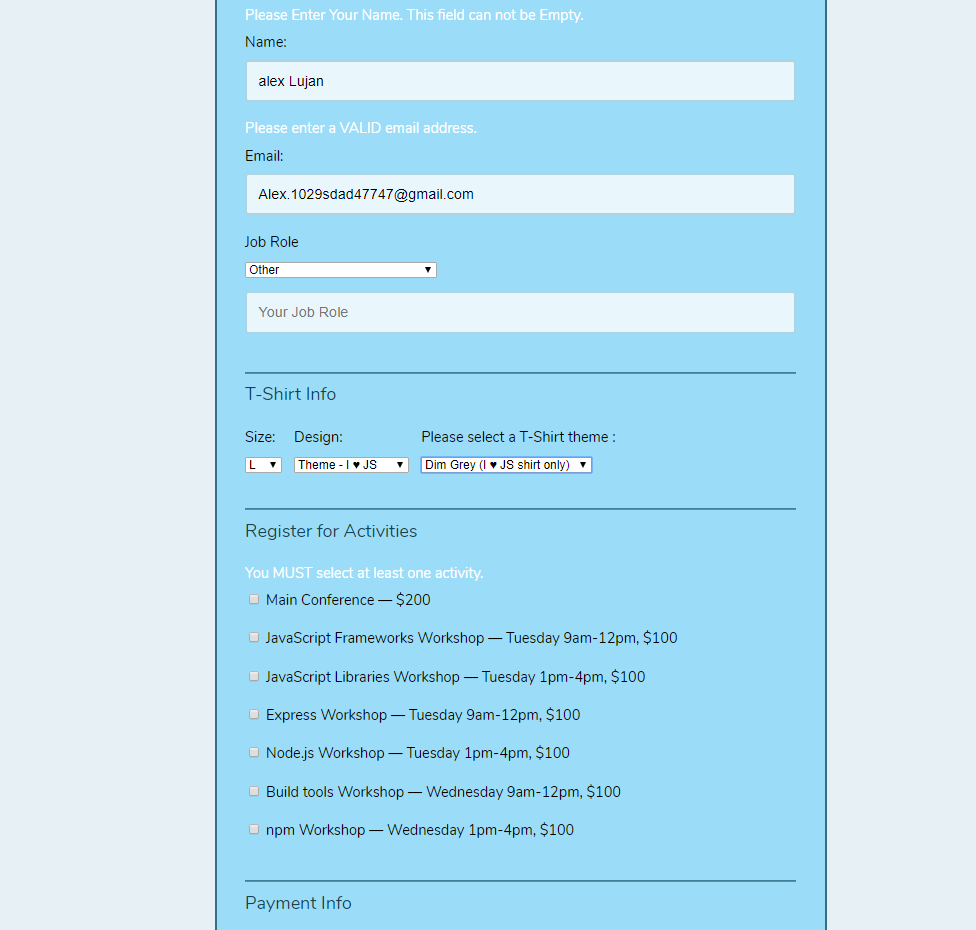 Please Enter Your Name. This field can not be Empty.
Name:
alex Lujan
Please enter a VALID email address.
Email:
Alex.1029sdad47747@gmail.com
Job Role
Other
Your Job Role
T-Shirt Info
Size: Design: Please select a T-Shirt theme :
L Theme - I ♥ JS Dim Grey (I ♥ JS shirt only)
Register for Activities
You MUST select at least one activity.
Main Conference — $200
JavaScript Frameworks Workshop — Tuesday 9am-12pm, $100
JavaScript Libraries Workshop — Tuesday 1pm-4pm, $100
Express Workshop — Tuesday 9am-12pm, $100
Node.js Workshop — Tuesday 1pm-4pm, $100
Build tools Workshop — Wednesday 9am-12pm, $100
npm Workshop — Wednesday 1pm-4pm, $100
Payment Info